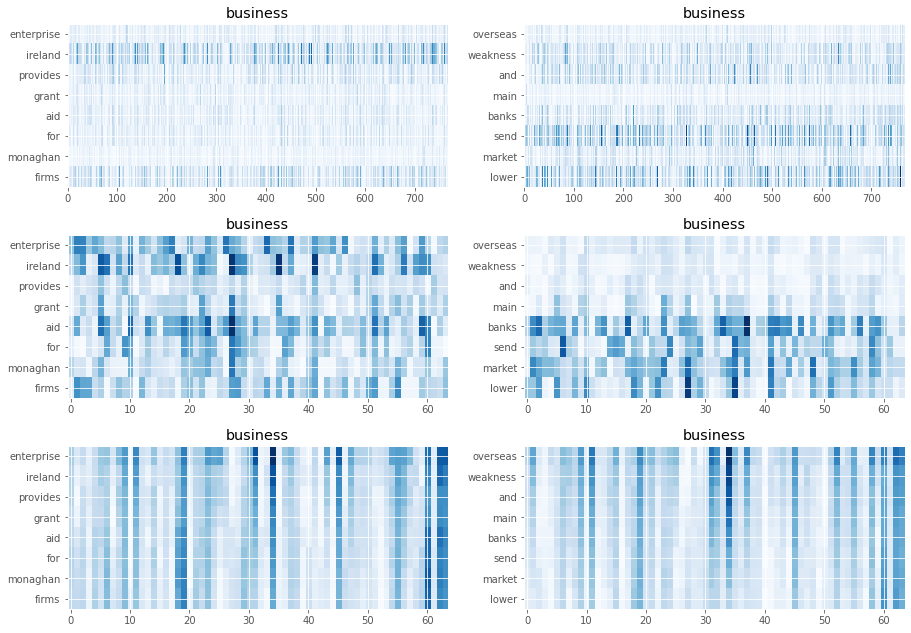 business
enterprise
ireland
provides
grant
aid
for
monaghan
firms
0 100 200 300 400 500 600 700
business
overseas
weakness
and
main
banks
send
market
lower
0 100 200 300 400 500 600 700
business
enterprise
ireland
provides
grant
aid
for
monaghan
firms
0 10 20 30 40 50 60
business
overseas
weakness
and
main
banks
send
market
lower
0 10 20 30 40 50 60
business
enterprise
ireland
provides
grant
aid
for
monaghan
firms
0 10 20 30 40 50 60
business
overseas
weakness
and
main
banks
send
market
lower
0 10 20 30 40 50 60